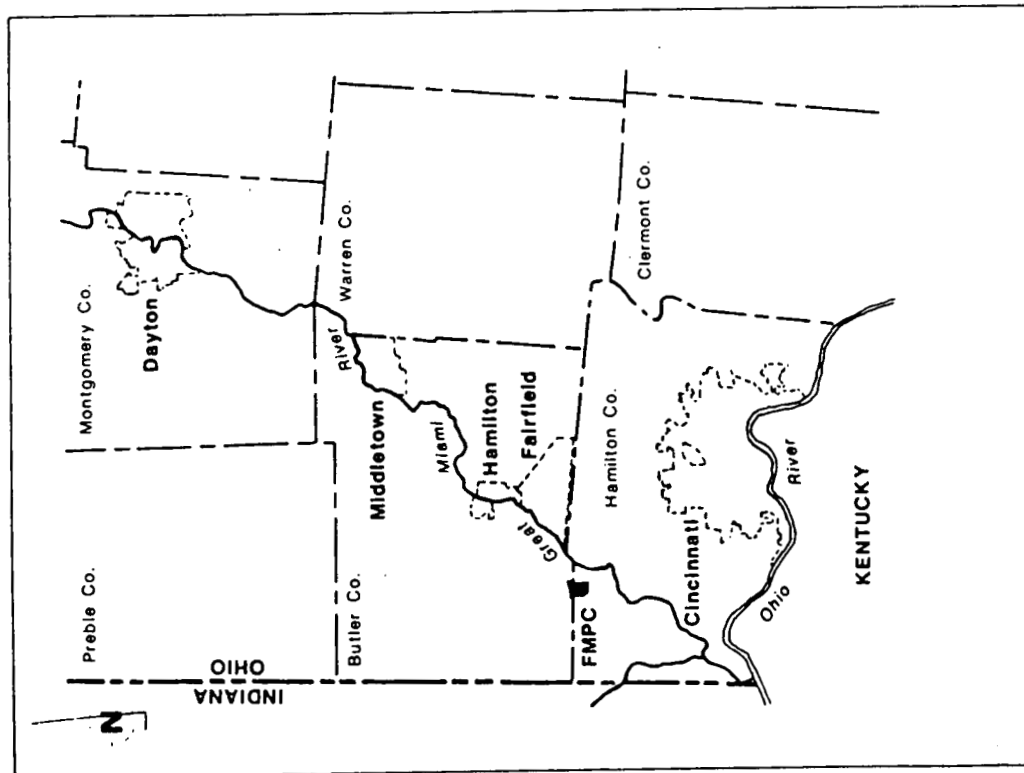 N
INDIANA
OHIO
Preble Co.
Montgomery Co.
Dayton
Butler Co.
Warren Co.
River
Middletown
Miami
Hamilton
Fairfield
Great
FMPC
Hamilton Co.
Clermont Co.
Cincinnati
Ohio
River
KENTUCKY